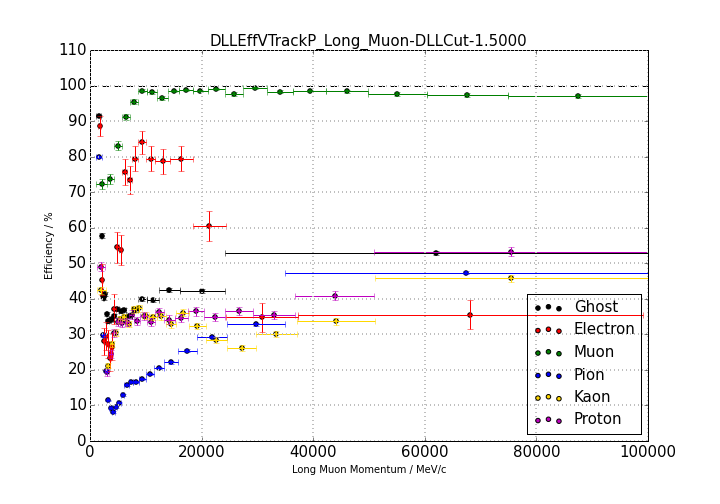 DLLEffVTrackP_Long_Muon-DLLCut-1.5000
110
100
90
80
70
60
50
40
30
20
10
0
Efficiency / %
0 20000 40000 60000 80000 100000
Long Muon Momentum / MeV/c
Ghost
Electron
Muon
Pion
Kaon
Proton